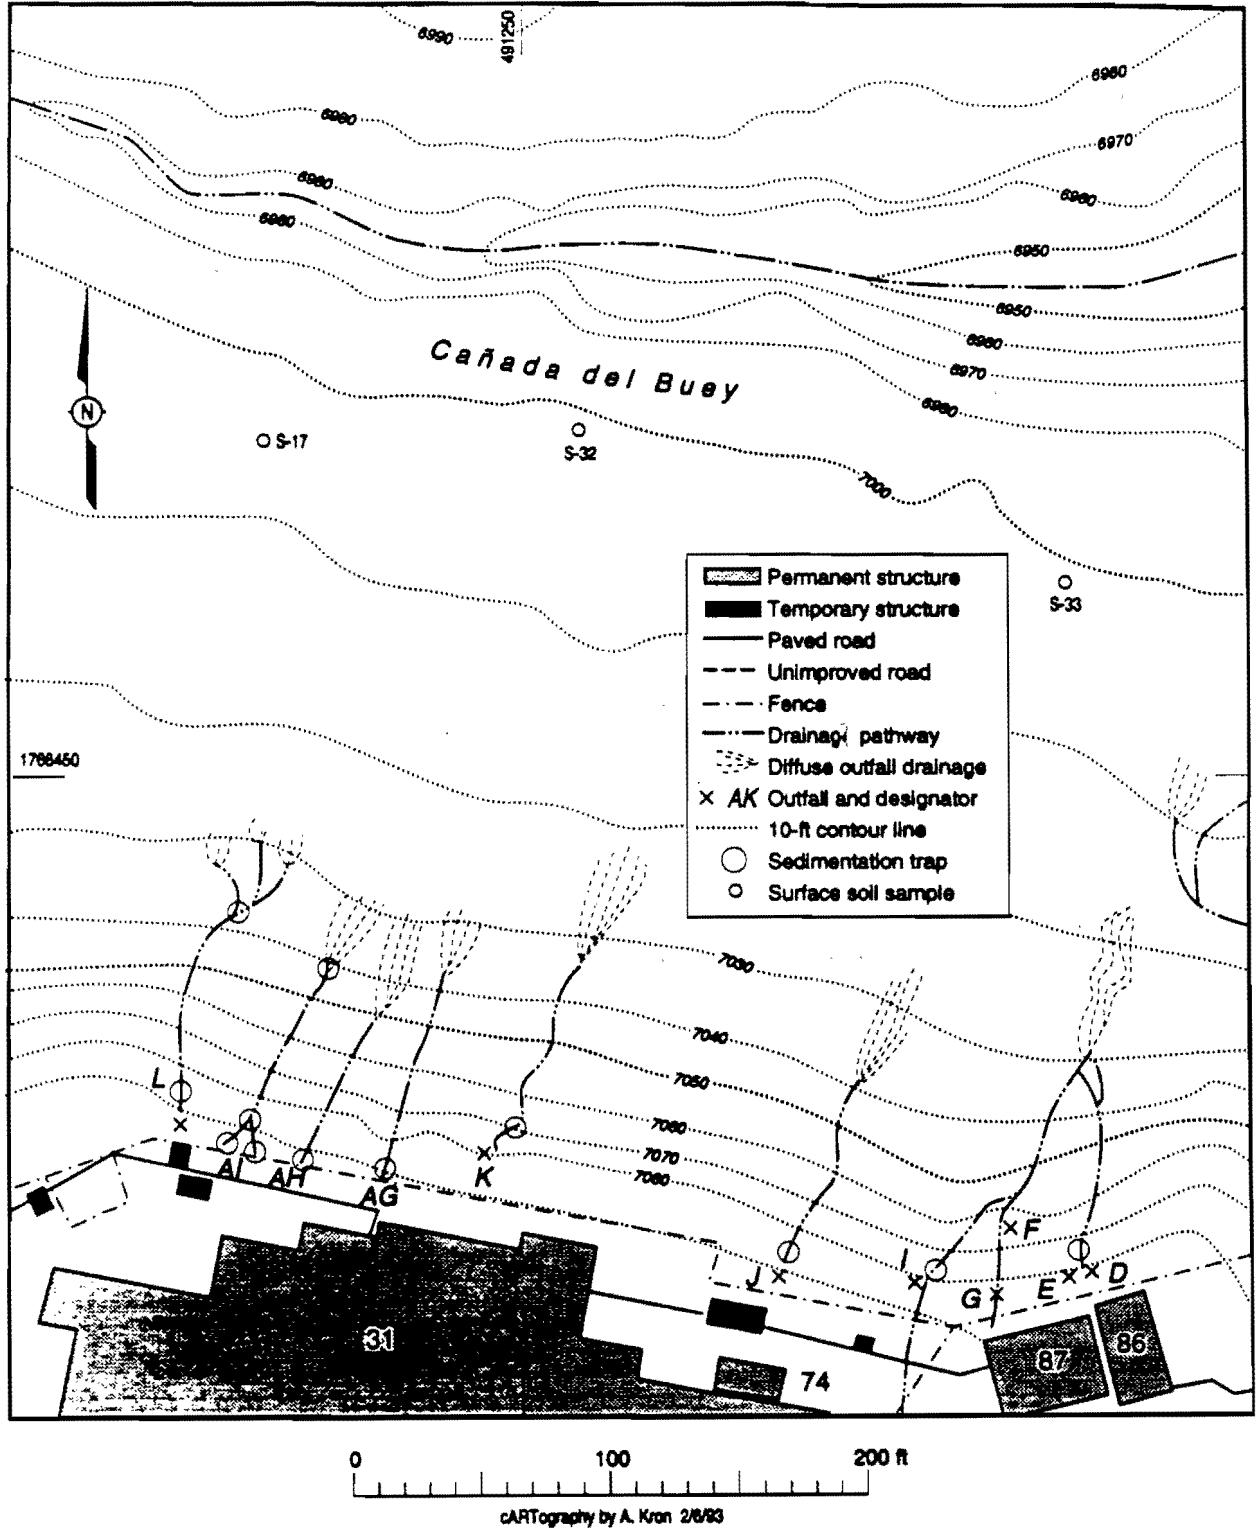 6990
491250
6980
6980
6970
6980
6980
6960
6960
6950
6950
6960
6970
6980
Cañada del Buey
N
S-17
S-32
7000
S-33
Permanent structure
Temporary structure
Paved road
Unimproved road
Fence
Drainage pathway
Diffuse outfall drainage
AK Outfall and designator
10-ft contour line
Sedimentation trap
Surface soil sample
1766450
7030
7040
7050
7060
7070
7080
L
AI
AH
AG
K
J
I
F
G
E
D
31
74
87
86
0 100 200 ft
cARTography by A. Kron 2/6/93